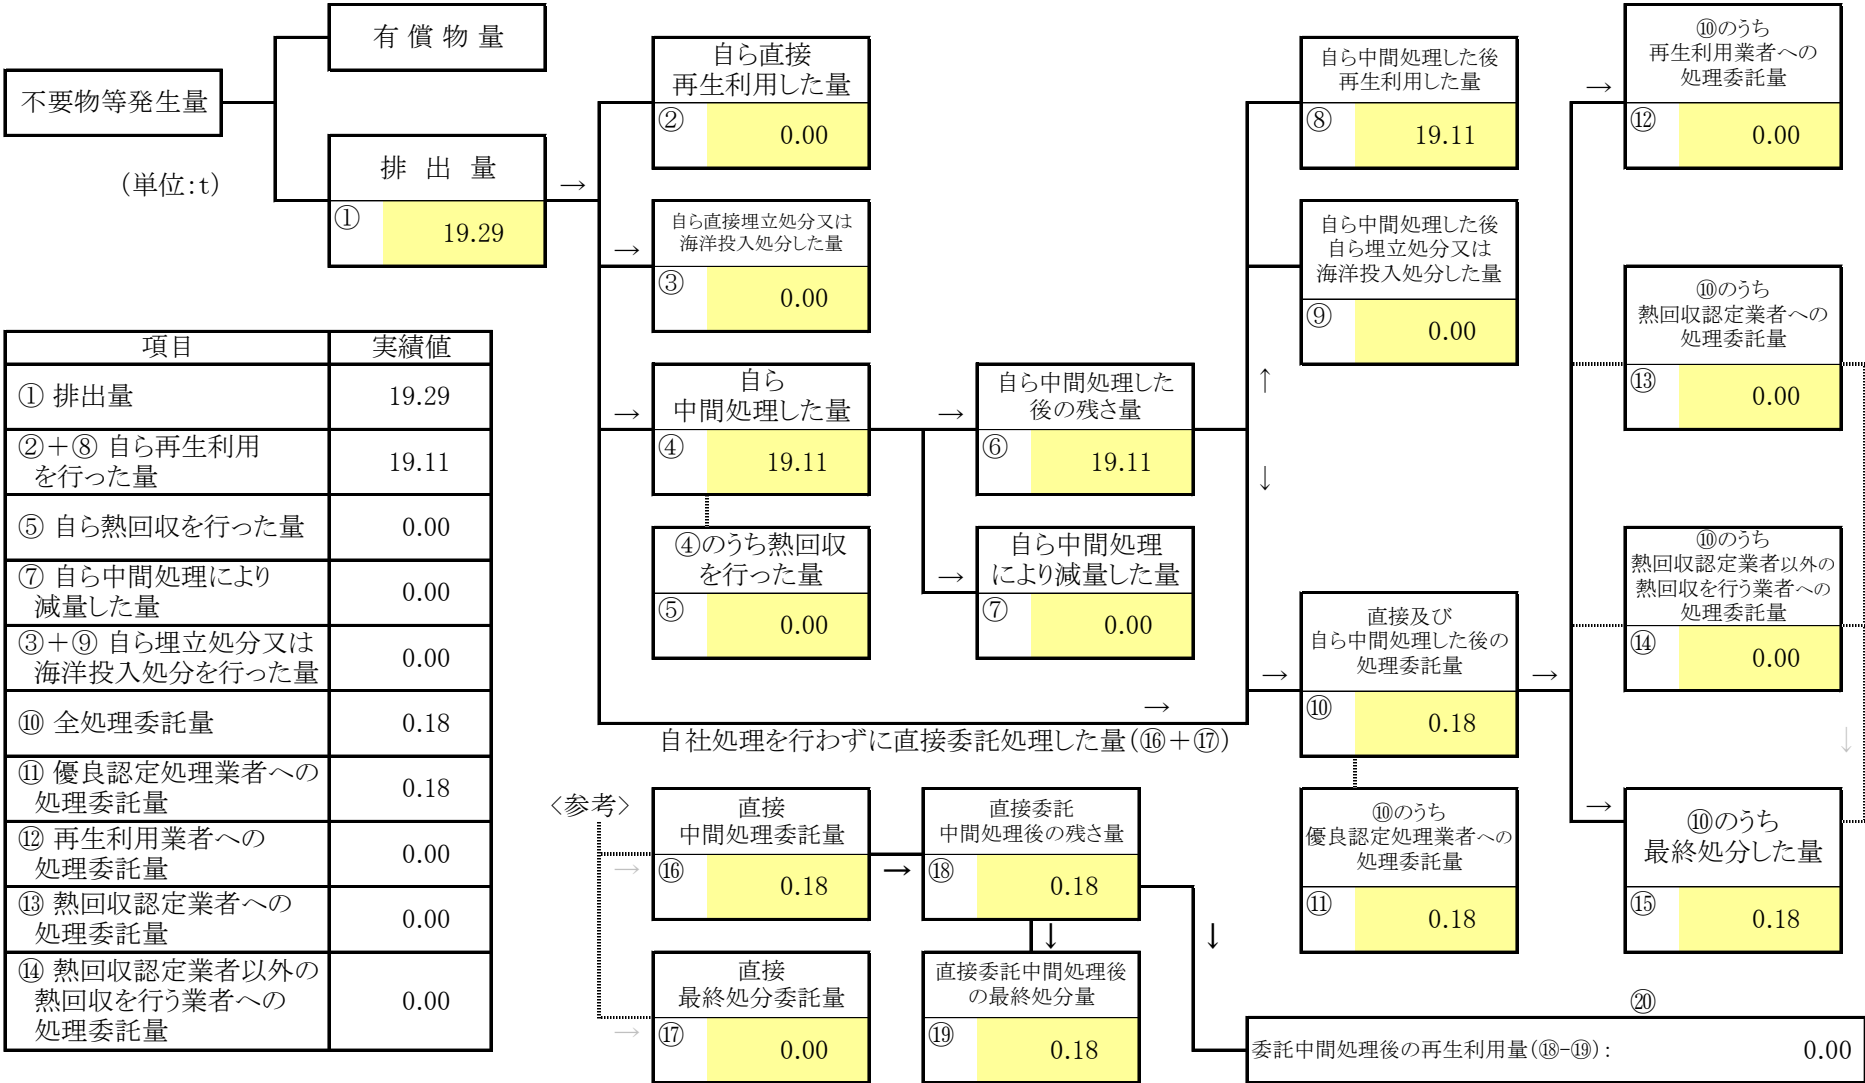 不要物等発生量
有 償 物 量
排 出 量
①
19.29
(単位:t)
→
自ら直接
再生利用した量
②
0.00
→
自ら直接埋立処分又は
海洋投入処分した量
③
0.00
→
自ら
中間処理した量
④
19.11
④のうち熱回収
を行った量
⑤
0.00
→
自ら中間処理した
後の残さ量
⑥
19.11
→
自ら中間処理
により減量した量
⑦
0.00
↑
↓
自ら中間処理した後
再生利用した量
⑧
19.11
自ら中間処理した後
自ら埋立処分又は
海洋投入処分した量
⑨
0.00
→
自社処理を行わずに直接委託処理した量(⑯+⑰)
→
直接及び
自ら中間処理した後の
処理委託量
⑩
0.18
⑩のうち
優良認定処理業者への
処理委託量
⑪
0.18
→
→
⑩のうち
再生利用業者への
処理委託量
⑫
0.00
⑩のうち
熱回収認定業者への
処理委託量
⑬
0.00
⑩のうち
熱回収認定業者以外の
熱回収を行う業者への
処理委託量
⑭
0.00
↓
→
⑩のうち
最終処分した量
⑮
0.18
項目 実績値
① 排出量 19.29
②+⑧ 自ら再生利用
を行った量 19.11
⑤ 自ら熱回収を行った量 0.00
⑦ 自ら中間処理により
減量した量 0.00
③+⑨ 自ら埋立処分又は
海洋投入処分を行った量 0.00
⑩ 全処理委託量 0.18
⑪ 優良認定処理業者への
処理委託量 0.18
⑫ 再生利用業者への
処理委託量 0.00
⑬ 熱回収認定業者への
処理委託量 0.00
⑭ 熱回収認定業者以外の
熱回収を行う業者への
処理委託量 0.00
<参考>
→
直接
中間処理委託量
⑯
0.18
→
直接
最終処分委託量
⑰
0.00
→
直接委託
中間処理後の残さ量
⑱
0.18
↓
直接委託中間処理後
の最終処分量
⑲
0.18
↓
⑳
委託中間処理後の再生利用量(⑱-⑲): 0.00